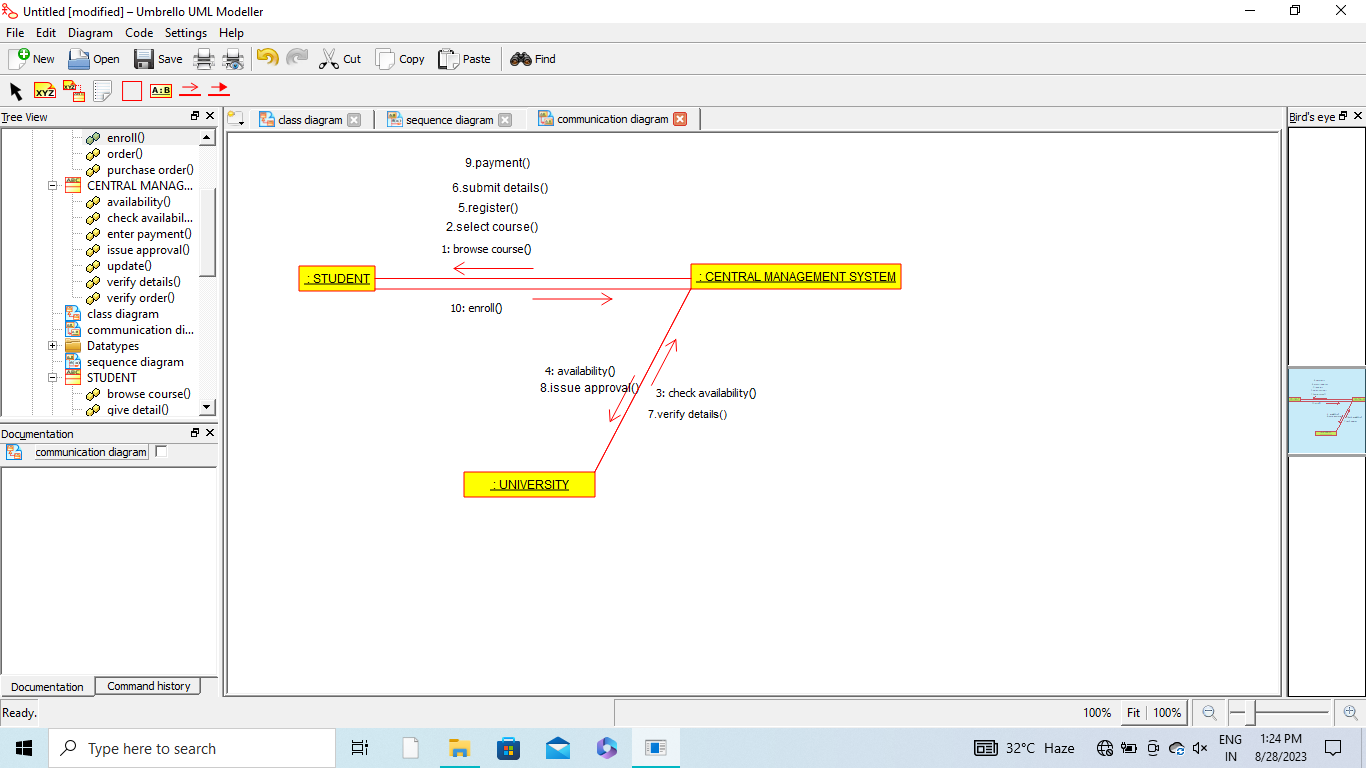 Untitled [modified] – Umbrello UML Modeller
File Edit Diagram Code Settings Help
New Open Save Cut Copy Paste Find
XYZ XYZ A:B
Tree View
class diagram sequence diagram communication diagram
Bird's eye
enroll()
order()
purchase order()
CENTRAL MANAG...
availability()
check availabil...
enter payment()
issue approval()
update()
verify details()
verify order()
class diagram
communication di...
Datatypes
sequence diagram
STUDENT
browse course()
give detail()
9.payment()
6.submit details()
5.register()
2.select course()
1: browse course()
: STUDENT
: CENTRAL MANAGEMENT SYSTEM
10: enroll()
4: availability()
8.issue approval()
3: check availability()
7.verify details()
: UNIVERSITY
Documentation
communication diagram
Documentation Command history
Ready.
100% Fit 100%
Type here to search
32°C Haze
ENG
IN
1:24 PM
8/28/2023